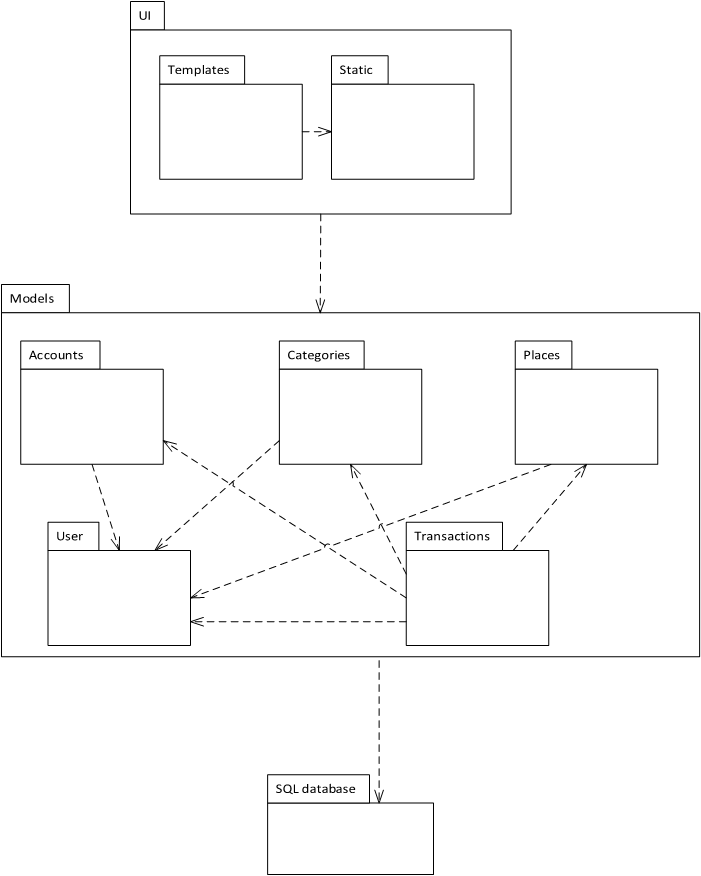 UI
Templates
Static
Models
Accounts
Categories
Places
User
Transactions
SQL database